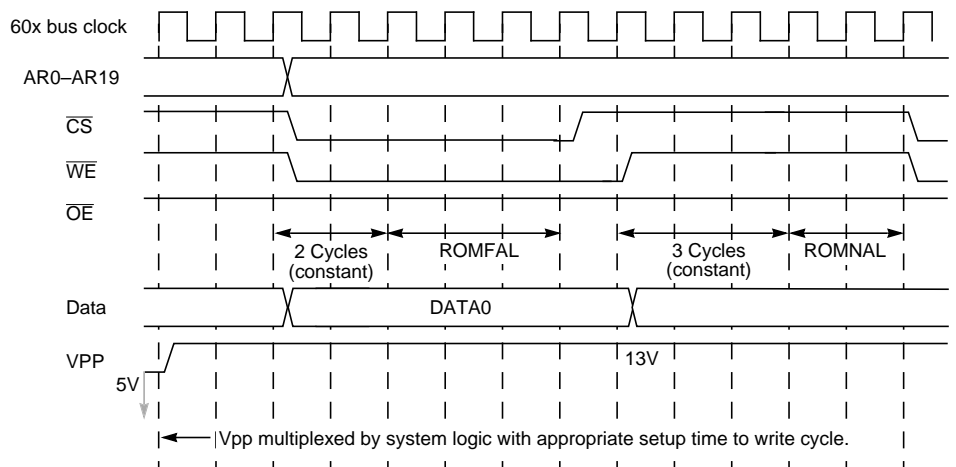 60x bus clock
AR0–AR19
CS
WE
OE
2 Cycles
(constant)
ROMFAL
3 Cycles
(constant)
ROMNAL
Data
DATA0
VPP
13V
5V
Vpp multiplexed by system logic with appropriate setup time to write cycle.